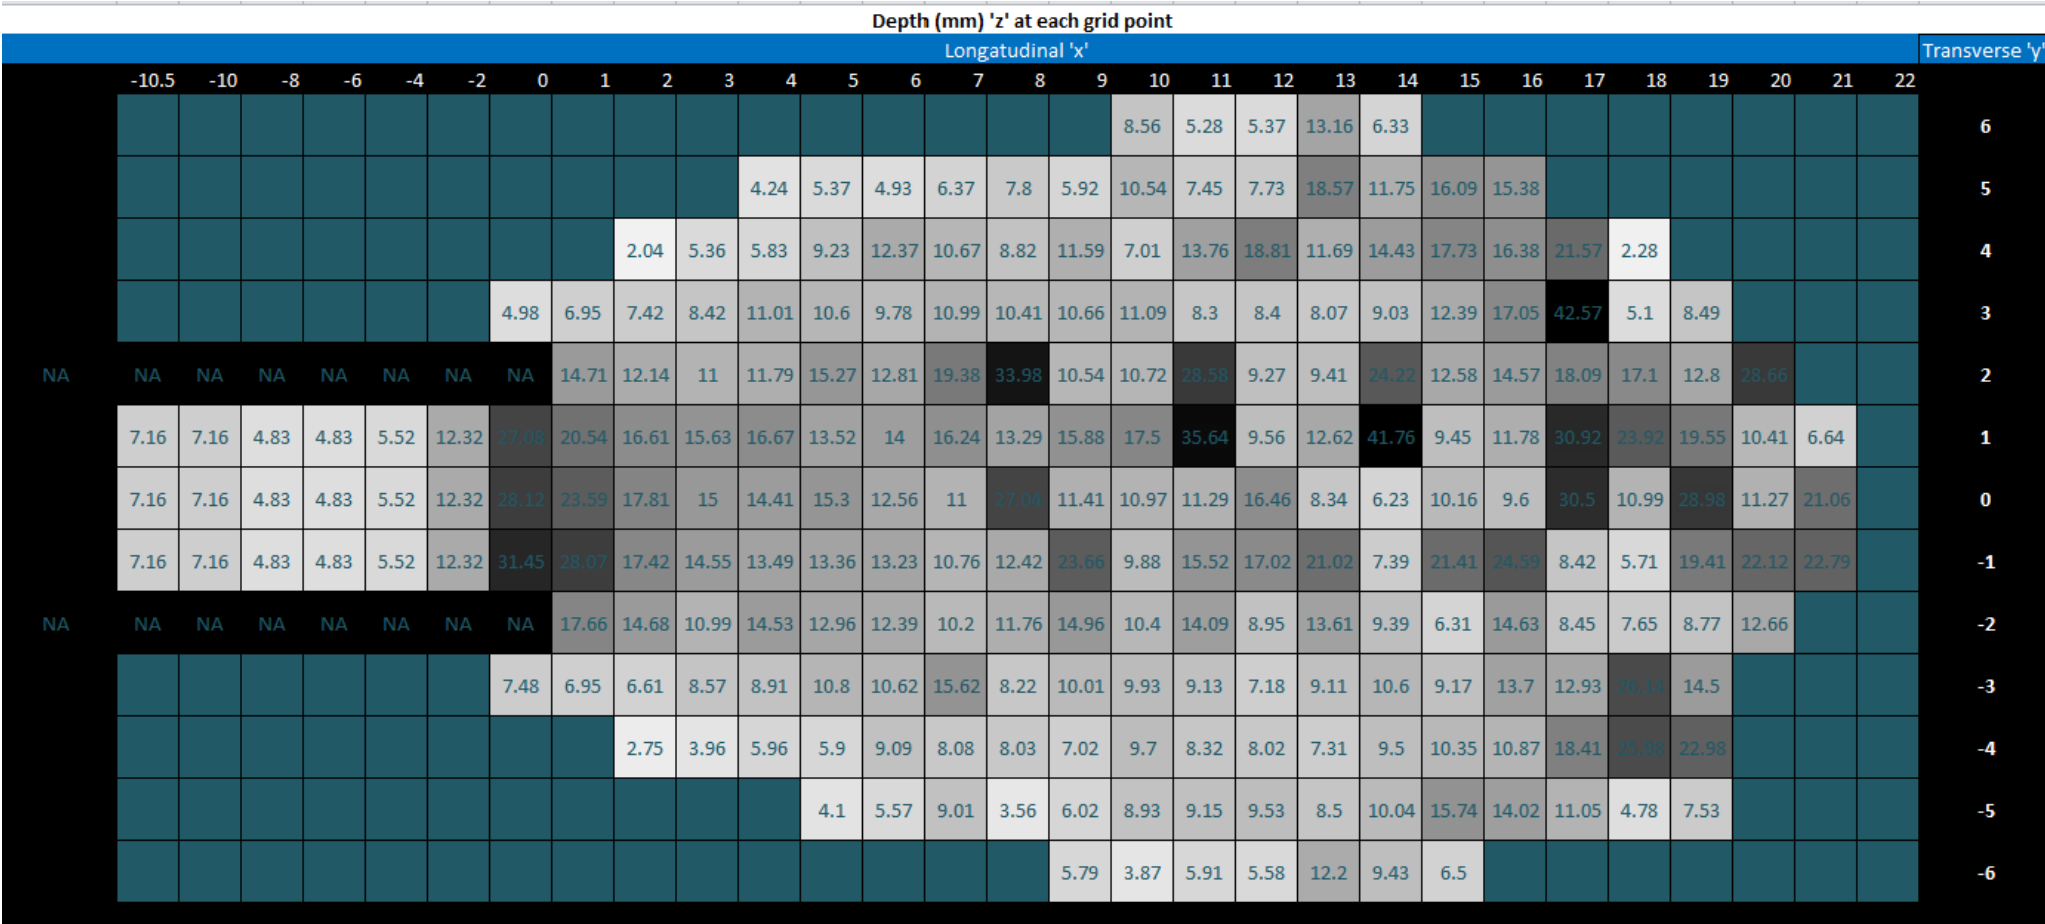 Depth (mm) 'z' at each grid point
Longatudinal 'x' Transverse 'y'
-10.5 -10 -8 -6 -4 -2 0 1 2 3 4 5 6 7 8 9 10 11 12 13 14 15 16 17 18 19 20 21 22
8.56 5.28 5.37 13.16 6.33 6
4.24 5.37 4.93 6.37 7.8 5.92 10.54 7.45 7.73 18.57 11.75 16.09 15.38 5
2.04 5.36 5.83 9.23 12.37 10.67 8.82 11.59 7.01 13.76 18.81 11.69 14.43 17.73 16.38 21.57 2.28 4
4.98 6.95 7.42 8.42 11.01 10.6 9.78 10.99 10.41 10.66 11.09 8.3 8.4 8.07 9.03 12.39 17.05 42.57 5.1 8.49 3
NA NA NA NA NA NA NA NA 14.71 12.14 11 11.79 15.27 12.81 19.38 33.98 10.54 10.72 28.58 9.27 9.41 24.22 12.58 14.57 18.09 17.1 12.8 28.66 2
7.16 7.16 4.83 4.83 5.52 12.32 27.08 20.54 16.61 15.63 16.67 13.52 14 16.24 13.29 15.88 17.5 35.64 9.56 12.62 41.76 9.45 11.78 30.92 23.92 19.55 10.41 6.64 1
7.16 7.16 4.83 4.83 5.52 12.32 28.12 23.59 17.81 15 14.41 15.3 12.56 11 27.04 11.41 10.97 11.29 16.46 8.34 6.23 10.16 9.6 30.5 10.99 28.98 11.27 21.06 0
7.16 7.16 4.83 4.83 5.52 12.32 31.45 28.07 17.42 14.55 13.49 13.36 13.23 10.76 12.42 23.66 9.88 15.52 17.02 21.02 7.39 21.41 24.59 8.42 5.71 19.41 22.12 22.79 -1
NA NA NA NA NA NA NA NA 17.66 14.68 10.99 14.53 12.96 12.39 10.2 11.76 14.96 10.4 14.09 8.95 13.61 9.39 6.31 14.63 8.45 7.65 8.77 12.66 -2
7.48 6.95 6.61 8.57 8.91 10.8 10.62 15.62 8.22 10.01 9.93 9.13 7.18 9.11 10.6 9.17 13.7 12.93 14.5 -3
2.75 3.96 5.96 5.9 9.09 8.08 8.03 7.02 9.7 8.32 8.02 7.31 9.5 10.35 10.87 18.41 22.98 -4
4.1 5.57 9.01 3.56 6.02 8.93 9.15 9.53 8.5 10.04 15.74 14.02 11.05 4.78 7.53 -5
5.79 3.87 5.91 5.58 12.2 9.43 6.5 -6